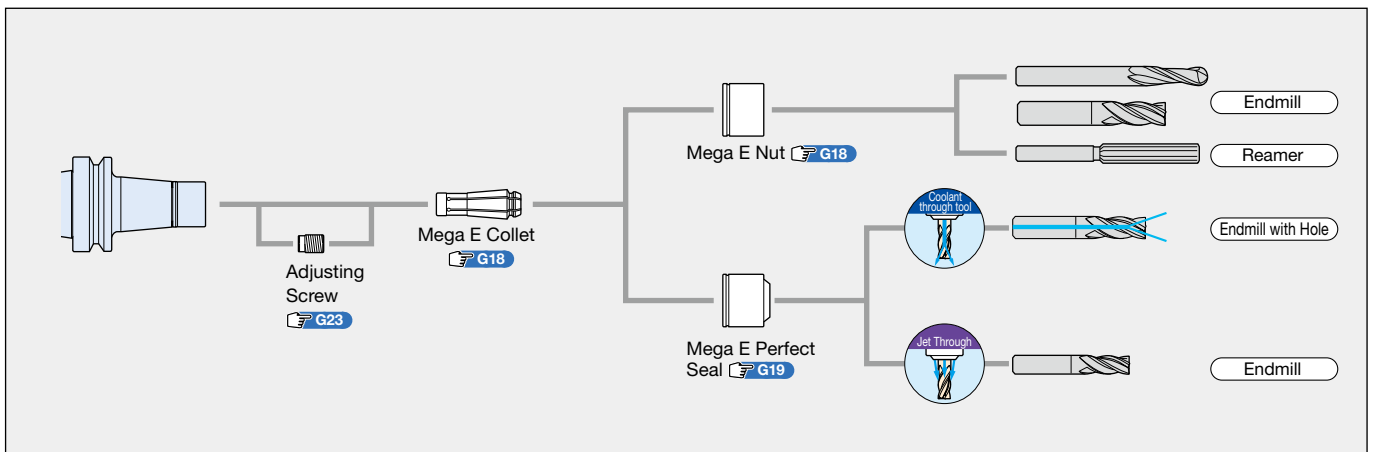 Adjusting
Screw
G23
Mega E Collet
G18
Mega E Nut G18
Mega E Perfect
Seal G19
Coolant
through tool
Jet Through
Endmill
Reamer
Endmill with Hole
Endmill